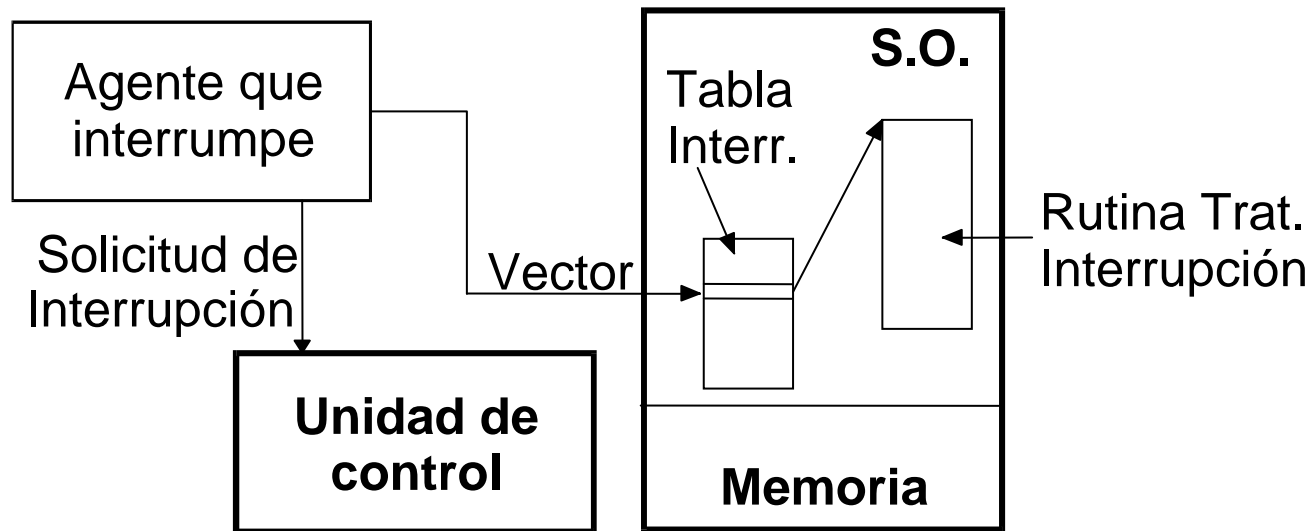 Agente que
interrumpe
Solicitud de
Interrupción
Unidad de
control
Vector
S.O.
Tabla
Interr.
Rutina Trat.
Interrupción
Memoria